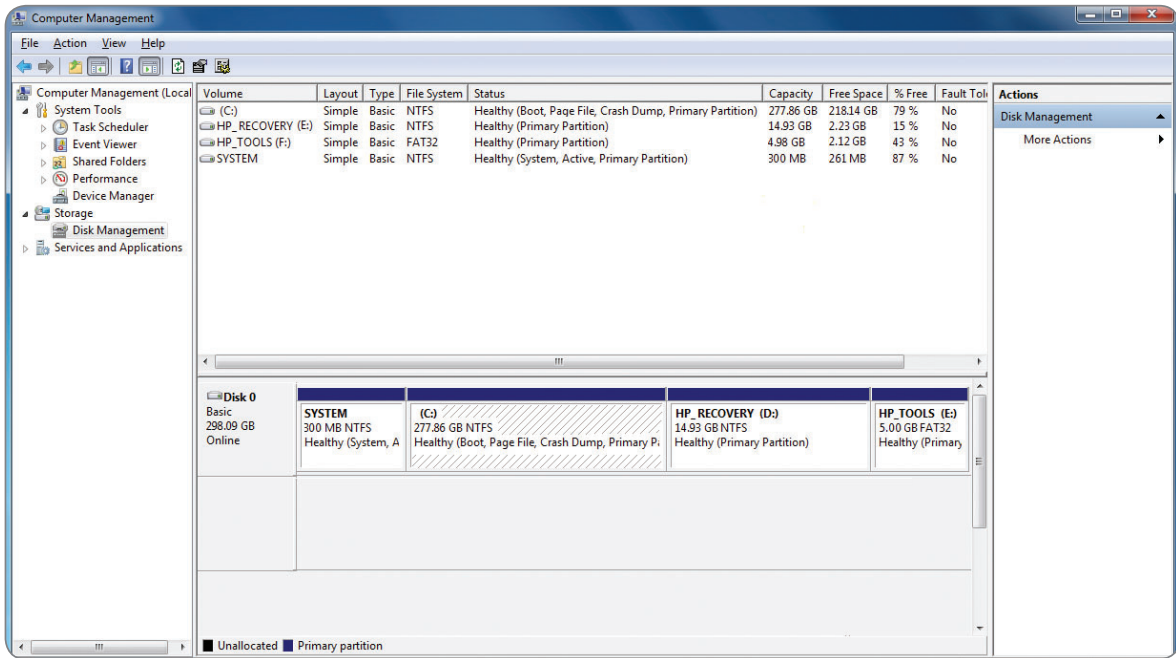 Computer Management
File Action View Help
Computer Management (Local
System Tools
Task Scheduler
Event Viewer
Shared Folders
Performance
Device Manager
Storage
Disk Management
Services and Applications
Volume Layout Type File System Status Capacity Free Space % Free Fault Tol
(C:) Simple Basic NTFS Healthy (Boot, Page File, Crash Dump, Primary Partition) 277.86 GB 218.14 GB 79 % No
HP_RECOVERY (E:) Simple Basic NTFS Healthy (Primary Partition) 14.93 GB 2.23 GB 15 % No
HP_TOOLS (F:) Simple Basic FAT32 Healthy (Primary Partition) 4.98 GB 2.12 GB 43 % No
SYSTEM Simple Basic NTFS Healthy (System, Active, Primary Partition) 300 MB 261 MB 87 % No
Disk 0
Basic
298.09 GB
Online
SYSTEM
300 MB NTFS
Healthy (System, A
(C:)
277.86 GB NTFS
Healthy (Boot, Page File, Crash Dump, Primary P
HP_RECOVERY (D:)
14.93 GB NTFS
Healthy (Primary Partition)
HP_TOOLS (E:)
5.00 GB FAT32
Healthy (Primary
Unallocated Primary partition
Actions
Disk Management
More Actions